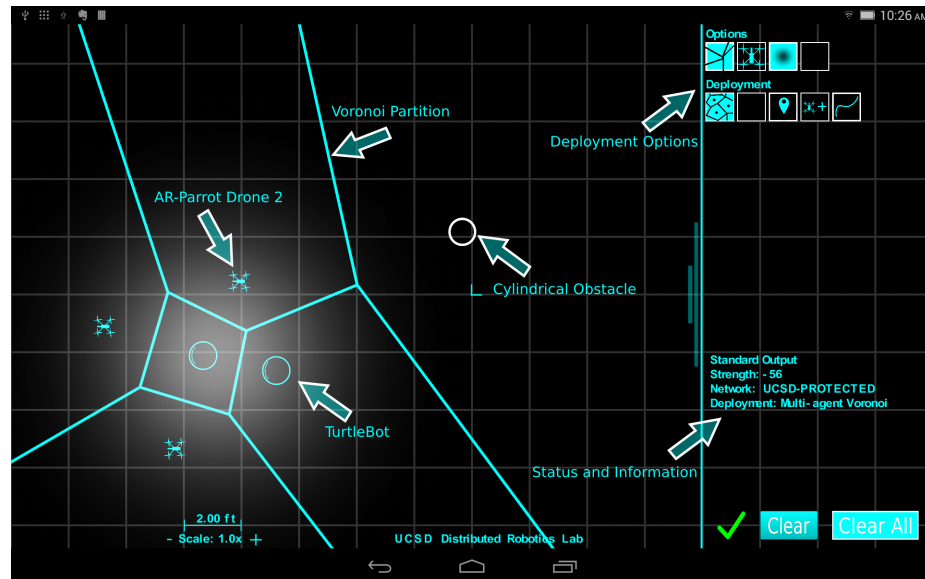 10:26 AM
Options
Deployment
Voronoi Partition
Deployment Options
AR-Parrot Drone 2
Cylindrical Obstacle
Standard Output
Strength: - 56
Network: UCSD-PROTECTED
Deployment: Multi- agent Voronoi
TurtleBot
Status and Information
2.00 ft
- Scale: 1.0x +
UCSD Distributed Robotics Lab
Clear
Clear All